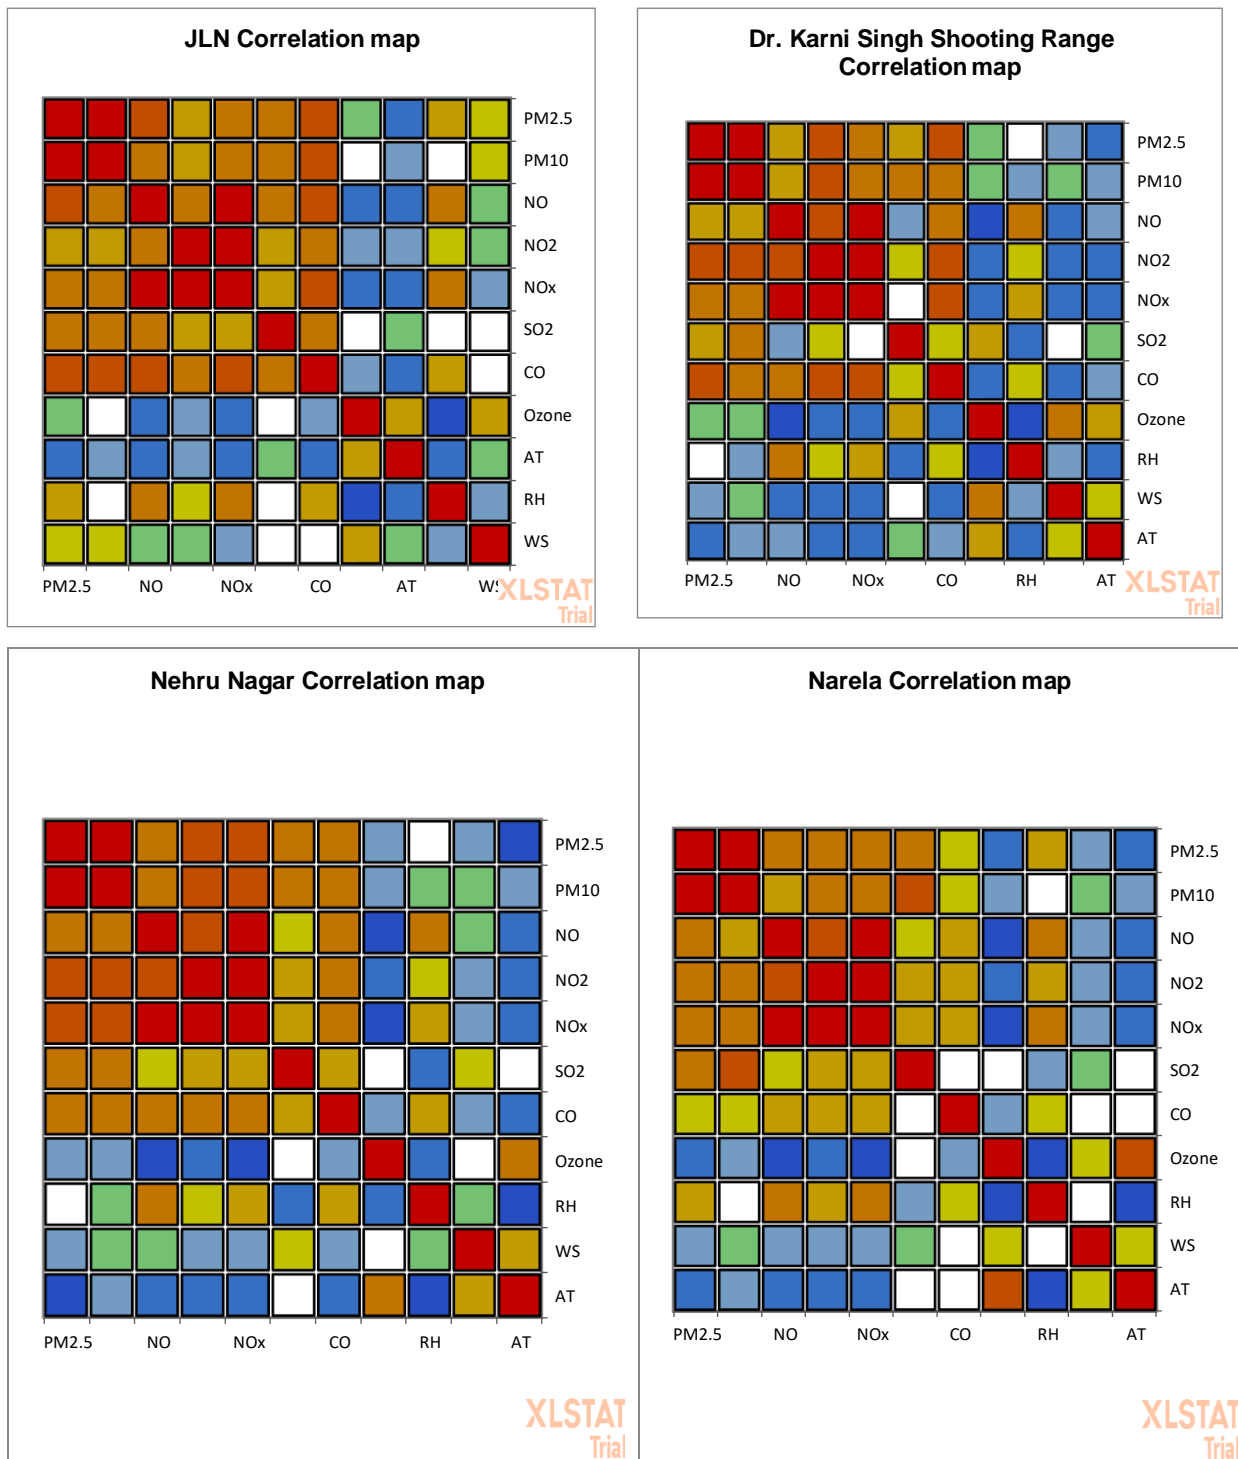 JLN Correlation map
PM2.5
PM10
NO
NO2
NOx
SO2
CO
Ozone
AT
RH
WS
PM2.5 NO NOx CO AT WS
XLSTAT
Trial
Dr. Karni Singh Shooting Range
Correlation map
PM2.5
PM10
NO
NO2
NOx
SO2
CO
Ozone
RH
WS
AT
PM2.5 NO NOx CO RH AT
XLSTAT
Trial
Nehru Nagar Correlation map
PM2.5
PM10
NO
NO2
NOx
SO2
CO
Ozone
RH
WS
AT
PM2.5 NO NOx CO RH AT
XLSTAT
Trial
Narela Correlation map
PM2.5
PM10
NO
NO2
NOx
SO2
CO
Ozone
RH
WS
AT
PM2.5 NO NOx CO RH AT
XLSTAT
Trial